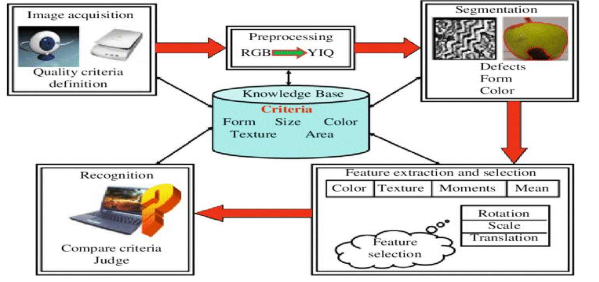 Image acquisition
Quality criteria
definition
Preprocessing
RGB YIQ
Segmentation
Defects
Form
Color
Knowledge Base
Criteria
Form Size Color
Texture Area
Recognition
Compare criteria
Judge
Feature extraction and selection
Color Texture Moments Mean
Feature
selection
Rotation
Scale
Translation